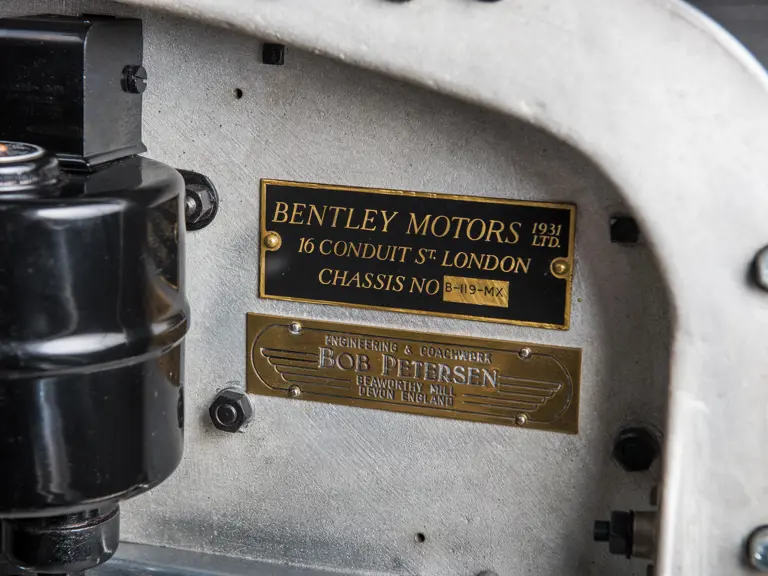 BENTLEY MOTORS 1931 LTD.
16 CONDUIT ST. LONDON
CHASSIS NO B-119-MX
ENGINEERING & COACHWORK
BOB PETERSEN
BEAWORTHY MILL
DEVON ENGLAND